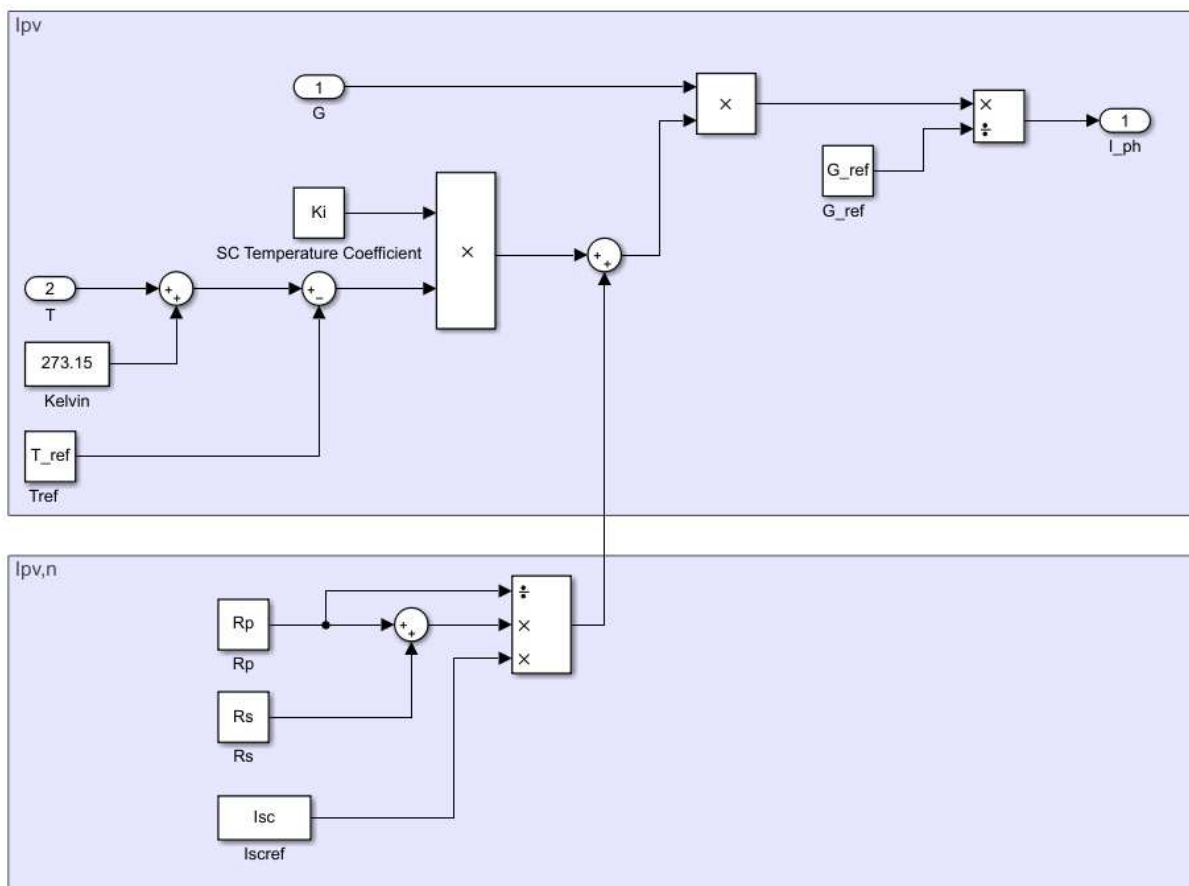 Ipv
1
G
×
×
÷
1
I_ph
G_ref
G_ref
Ki
SC Temperature Coefficient
×
+
+
2
T
+
+
+
−
273.15
Kelvin
T_ref
Tref
Ipv,n
÷
×
×
Rp
Rp
+
+
Rs
Rs
Isc
Iscref